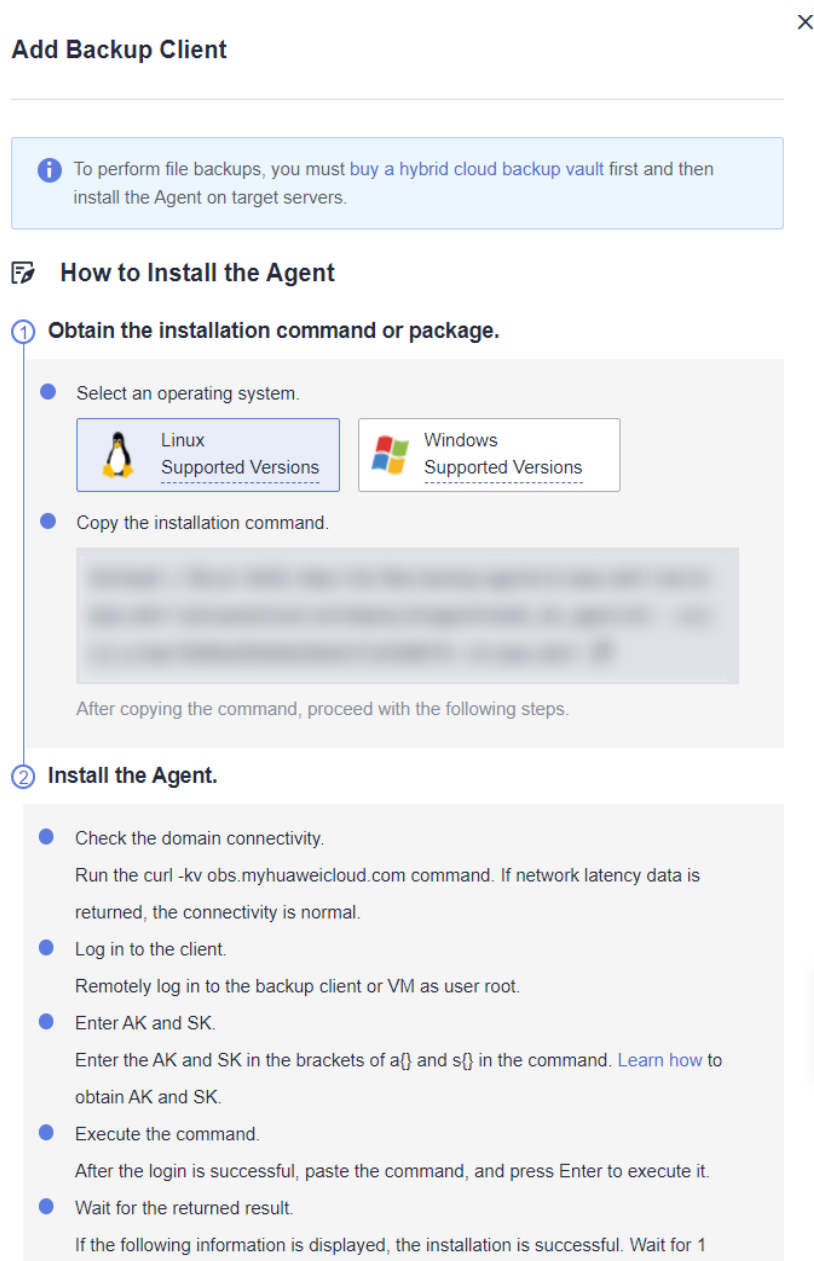 Add Backup Client
To perform file backups, you must buy a hybrid cloud backup vault first and then
install the Agent on target servers.
How to Install the Agent
1 Obtain the installation command or package.
Select an operating system.
Linux
Supported Versions
Windows
Supported Versions
Copy the installation command.
After copying the command, proceed with the following steps.
2 Install the Agent.
Check the domain connectivity.
Run the curl -kv obs.myhuaweicloud.com command. If network latency data is
returned, the connectivity is normal.
Log in to the client.
Remotely log in to the backup client or VM as user root.
Enter AK and SK.
Enter the AK and SK in the brackets of a{} and s{} in the command. Learn how to
obtain AK and SK.
Execute the command.
After the login is successful, paste the command, and press Enter to execute it.
Wait for the returned result.
If the following information is displayed, the installation is successful. Wait for 1